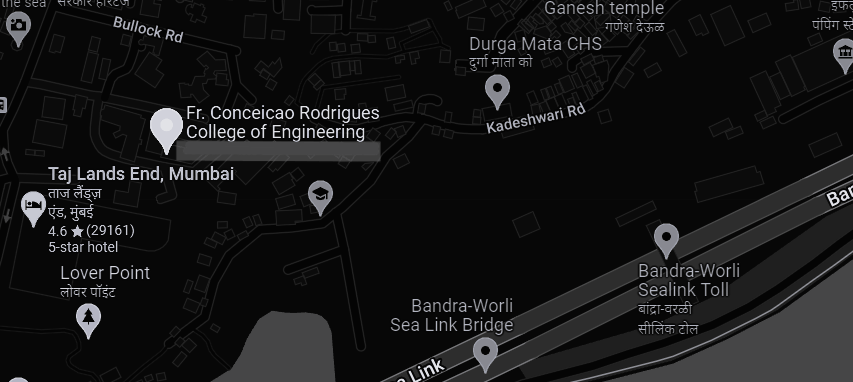 the sea
Bullock Rd
Ganesh temple
गणेश देऊळ
Durga Mata CHS
दुर्गा माता को
Kadeshwari Rd
Fr. Conceicao Rodrigues
College of Engineering
Taj Lands End, Mumbai
ताज लैंड्ज़
एंड, मुंबई
4.6 ★ (29161)
5-star hotel
Lover Point
लोवर पॉइंट
Bandra-Worli
Sealink Toll
बांद्रा-वरळी
सीलिंक टोल
Bandra-Worli
Sea Link Bridge
Link